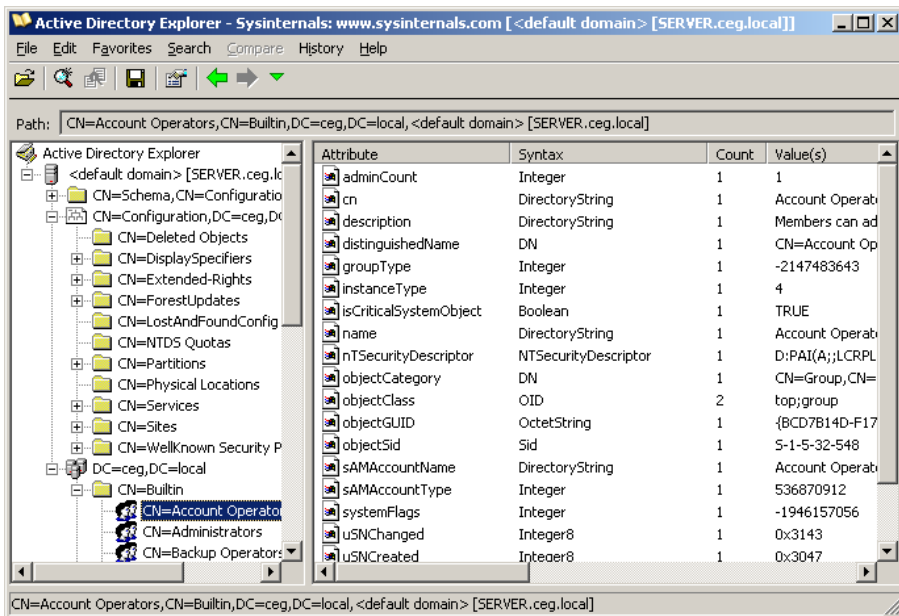 Active Directory Explorer - Sysinternals: www.sysinternals.com [<default domain> [SERVER.ceg.local]]
File Edit Favorites Search Compare History Help
Path: CN=Account Operators,CN=Builtin,DC=ceg,DC=local,<default domain> [SERVER.ceg.local]
Active Directory Explorer
<default domain> [SERVER.ceg.lo
CN=Schema,CN=Configuratio
CN=Configuration,DC=ceg,D
CN=Deleted Objects
CN=DisplaySpecifiers
CN=Extended-Rights
CN=ForestUpdates
CN=LostAndFoundConfig
CN=NTDS Quotas
CN=Partitions
CN=Physical Locations
CN=Services
CN=Sites
CN=WellKnown Security P
DC=ceg,DC=local
CN=Builtin
CN=Account Operator
CN=Administrators
CN=Backup Operators
Attribute Syntax Count Value(s)
adminCount Integer 1 1
cn DirectoryString 1 Account Operat
description DirectoryString 1 Members can ad
distinguishedName DN 1 CN=Account Op
groupType Integer 1 -2147483643
instanceType Integer 1 4
isCriticalSystemObject Boolean 1 TRUE
name DirectoryString 1 Account Operat
nTSecurityDescriptor NTSecurityDescriptor 1 D:PAI(A;;LCRPL
objectCategory DN 1 CN=Group,CN=
objectClass OID 2 top;group
objectGUID OctetString 1 {BCD7B14D-F17
objectSid Sid 1 S-1-5-32-548
sAMAccountName DirectoryString 1 Account Operat
sAMAccountType Integer 1 536870912
systemFlags Integer 1 -1946157056
uSNChanged Integer8 1 0x3143
uSNCreated Integer8 1 0x3047
CN=Account Operators,CN=Builtin,DC=ceg,DC=local,<default domain> [SERVER.ceg.local]